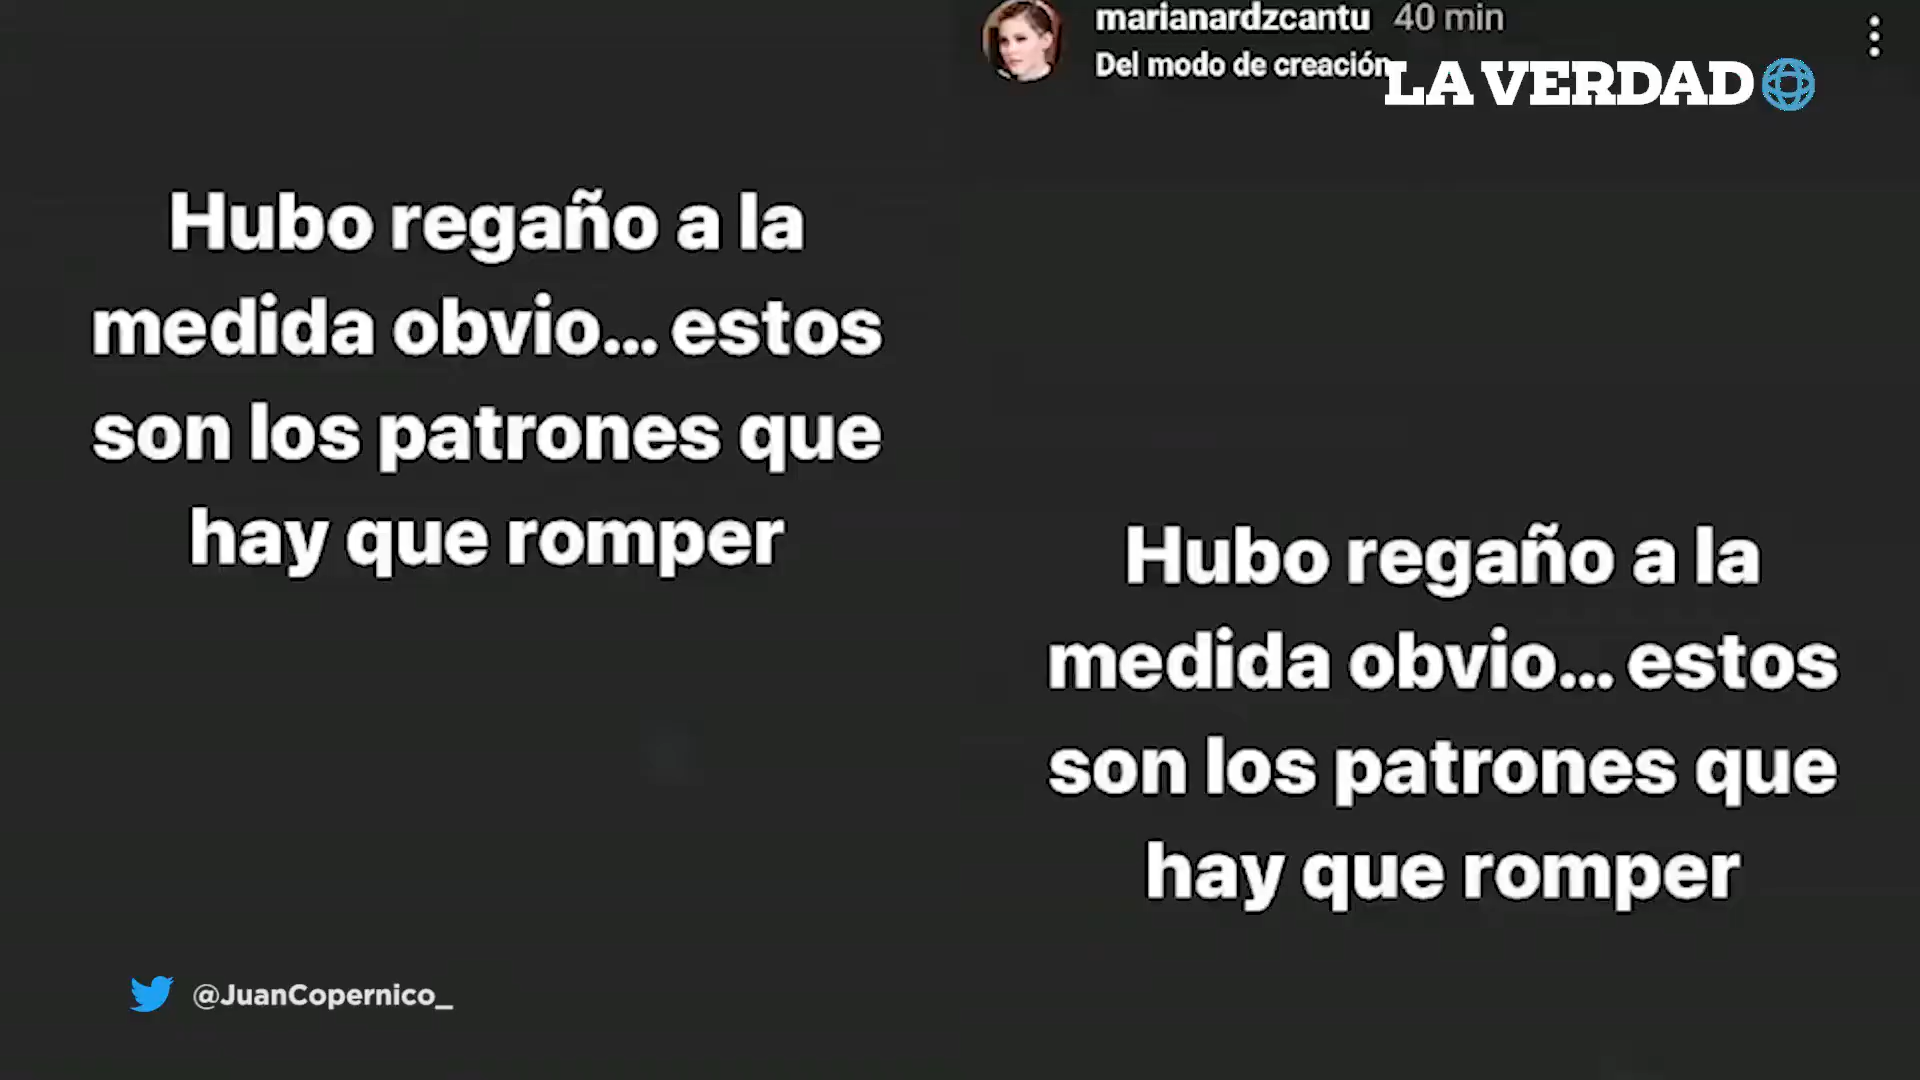 marianardzcantu 40 min
Del modo de creación
LA VERDAD
Hubo regaño a la
medida obvio... estos
son los patrones que
hay que romper
Hubo regaño a la
medida obvio... estos
son los patrones que
hay que romper
@JuanCopernico_